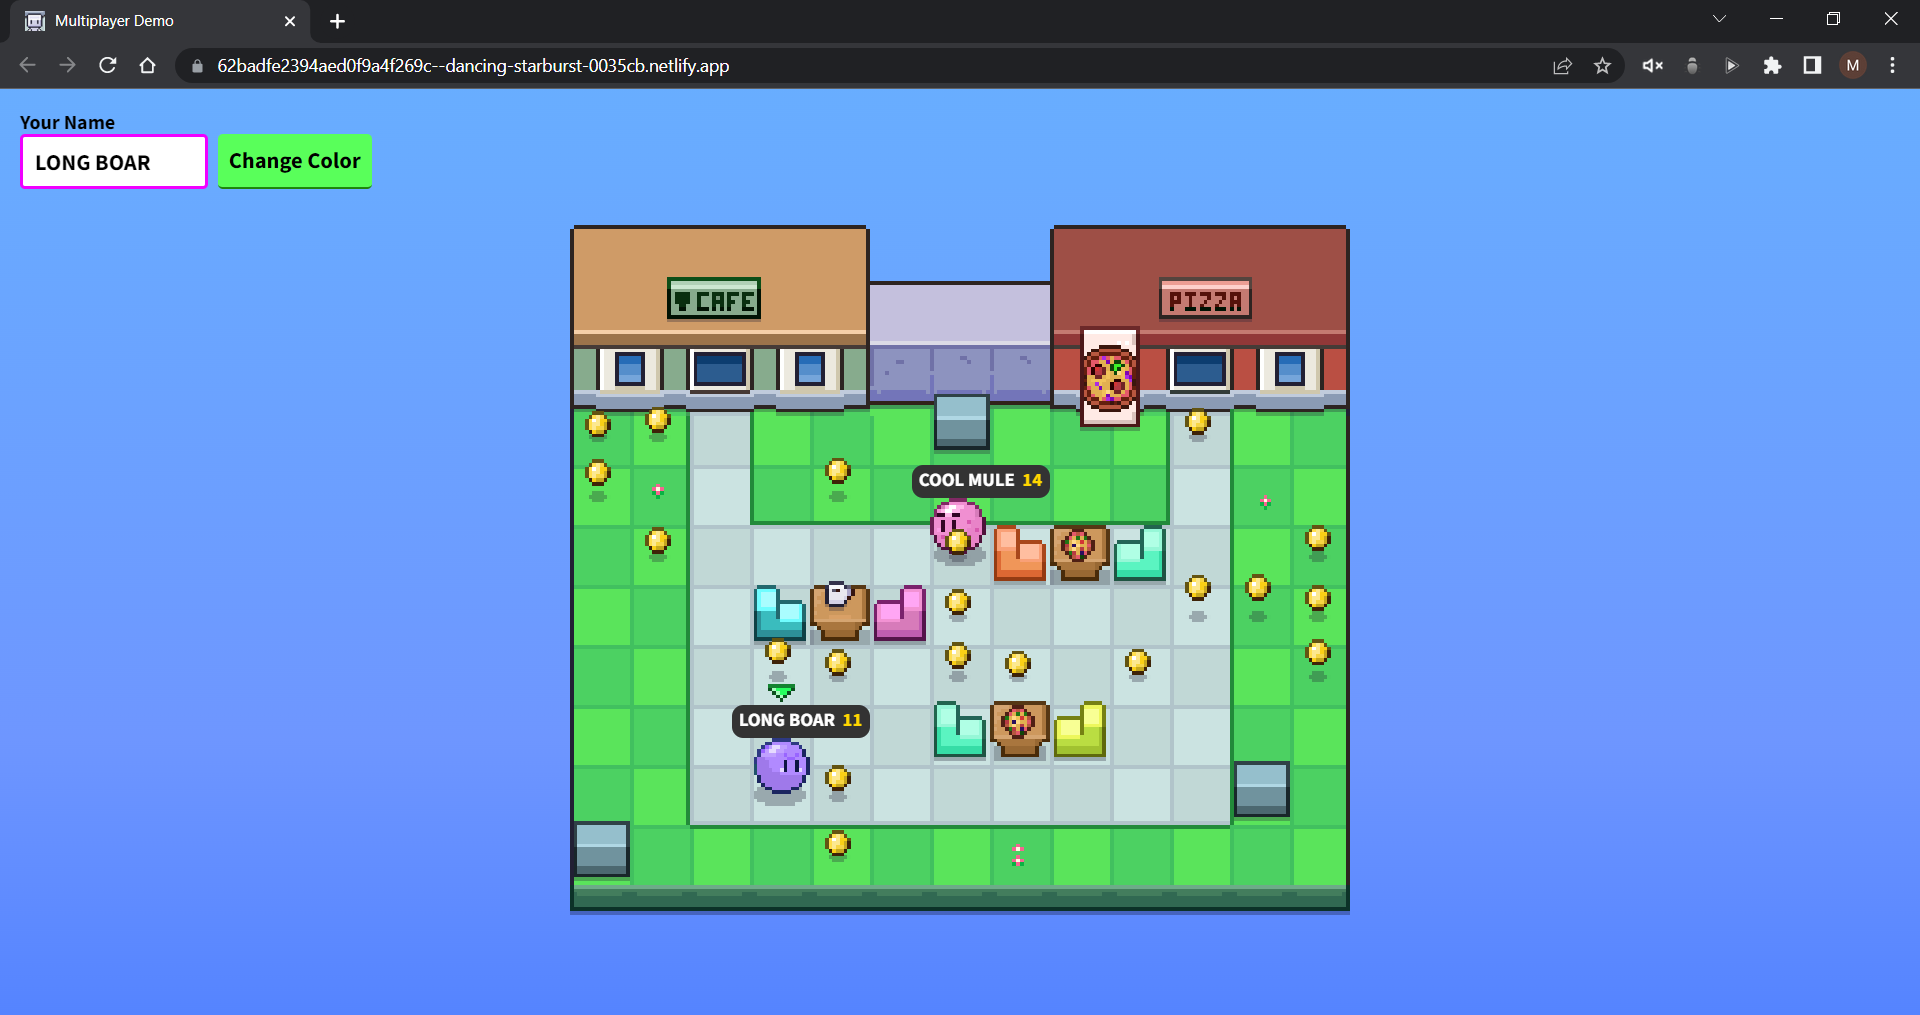 Multiplayer Demo
62badfe2394aed0f9a4f269c--dancing-starburst-0035cb.netlify.app
M
Your Name
LONG BOAR
Change Color
CAFE
PIZZA
COOL MULE 14
LONG BOAR 11